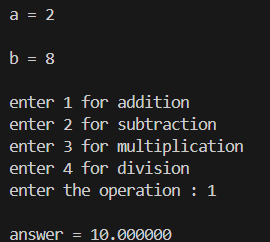 a = 2
b = 8
enter 1 for addition
enter 2 for subtraction
enter 3 for multiplication
enter 4 for division
enter the operation : 1
answer = 10.000000